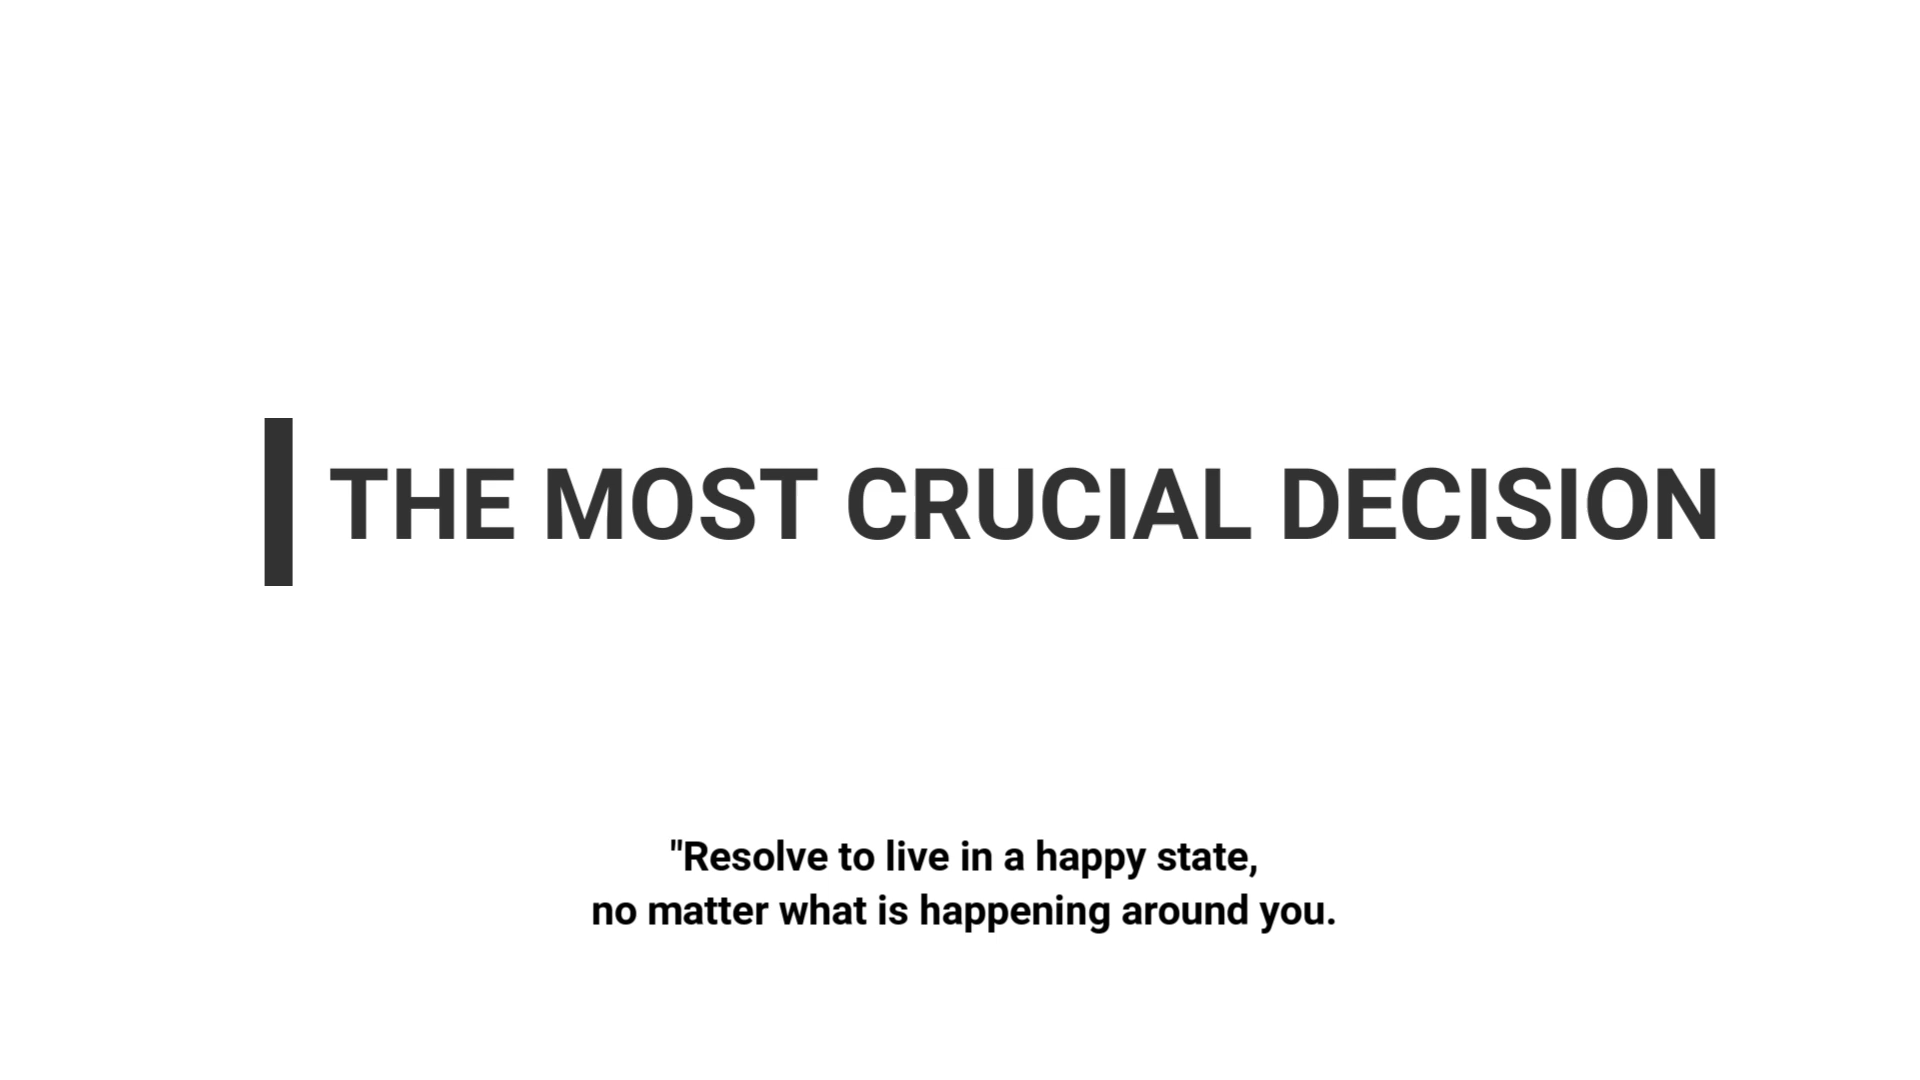 THE MOST CRUCIAL DECISION
"Resolve to live in a happy state,
no matter what is happening around you.